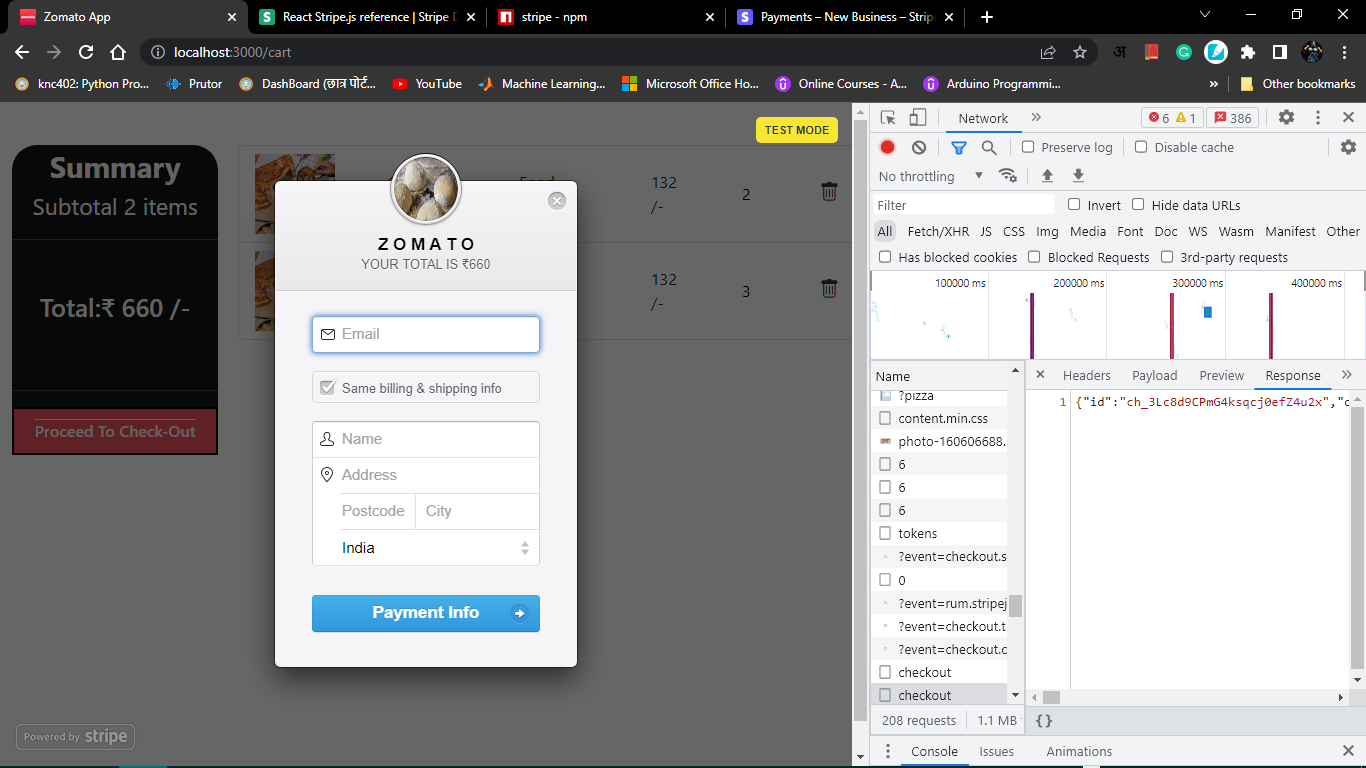 Zomato App
React Stripe.js reference | Stripe D
stripe - npm
Payments – New Business – Strip
localhost:3000/cart
अ
knc402: Python Pro...
Prutor
DashBoard (छात्र पोर्ट...
YouTube
Machine Learning...
Microsoft Office Ho...
Online Courses - A...
Arduino Programmi...
»
Other bookmarks
TEST MODE
Summary
Subtotal 2 items
Total:₹ 660 /-
Proceed To Check-Out
132
/-
2
132
/-
3
ZOMATO
YOUR TOTAL IS ₹660
Email
Same billing & shipping info
Name
Address
Postcode
City
India
Payment Info
Powered by stripe
Network
»
6
1
386
Preserve log
Disable cache
No throttling
Filter
Invert
Hide data URLs
All
Fetch/XHR
JS
CSS
Img
Media
Font
Doc
WS
Wasm
Manifest
Other
Has blocked cookies
Blocked Requests
3rd-party requests
100000 ms
200000 ms
300000 ms
400000 ms
Name
Headers
Payload
Preview
Response
»
?pizza
content.min.css
photo-160606688.
6
6
6
tokens
?event=checkout.s
0
?event=rum.stripej
?event=checkout.t
?event=checkout.c
checkout
checkout
1
{"id":"ch_3Lc8d9CPmG4ksqcj0efZ4u2x","c
208 requests
1.1 MB
{}
Console
Issues
Animations